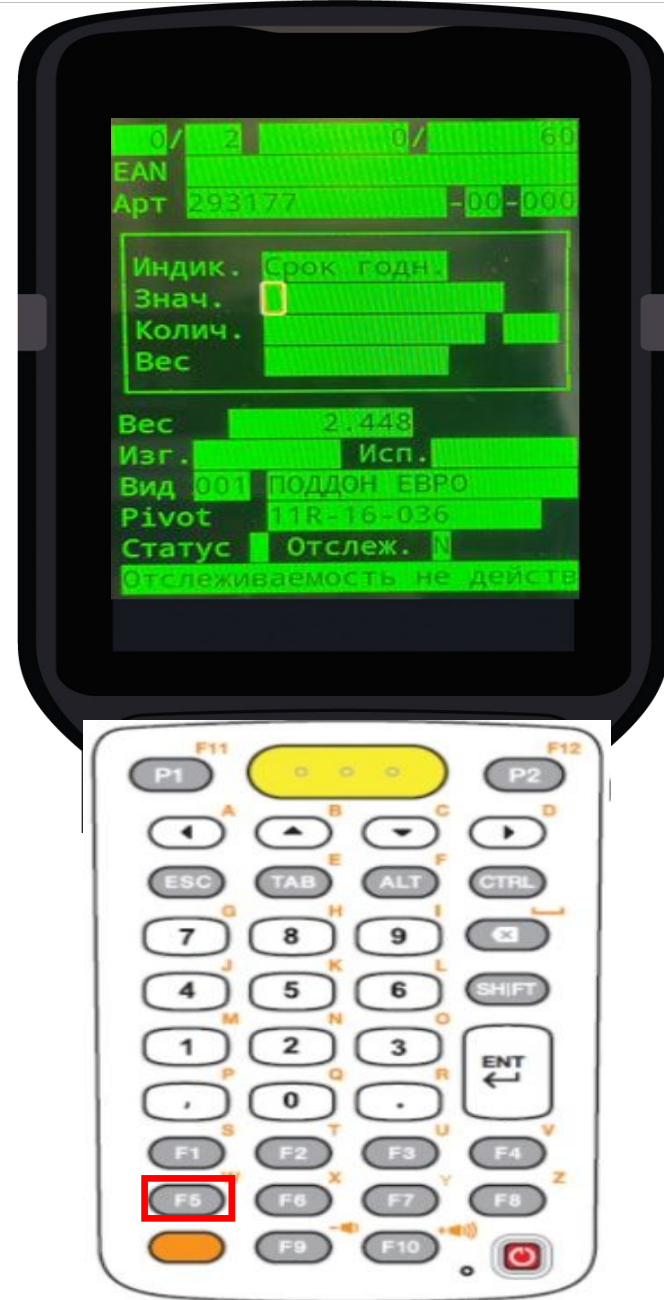 0/ 2 0/ 60
EAN
Арт 293177 -00-000
Индик. Срок годн.
Знач.
Колич.
Вес
Вес 2.448
Изг. Исп.
Вид 001 ПОДДОН ЕВРО
Pivot 11R-16-036
Статус Отслеж. N
Отслеживаемость не действ
F11 F12
P1 P2
A B C D
E F
ESC TAB ALT CTRL
G H I
7 8 9
J K L
4 5 6 SHIFT
M N O
1 2 3 ENT
P Q R
, 0 .
S T U V
F1 F2 F3 F4
W X Y Z
F5 F6 F7 F8
F9 F10